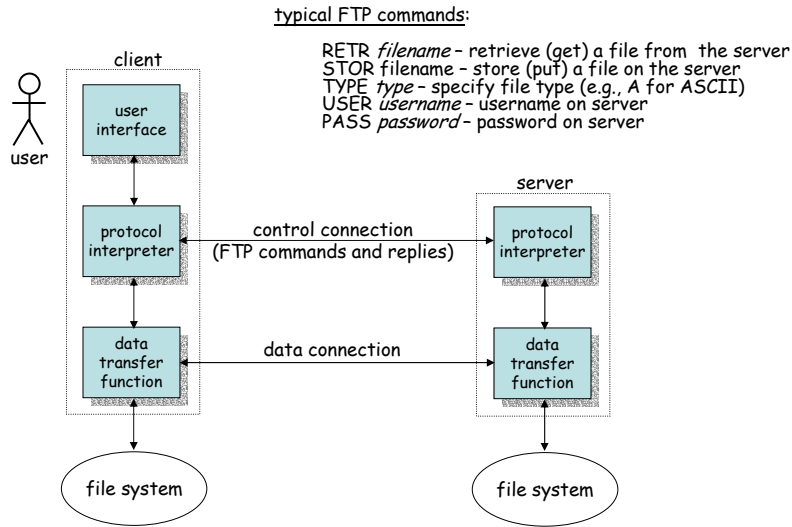 typical FTP commands:
RETR filename – retrieve (get) a file from the server
STOR filename – store (put) a file on the server
TYPE type – specify file type (e.g., A for ASCII)
USER username – username on server
PASS password – password on server
client
user
interface
user
server
protocol
interpreter
control connection
(FTP commands and replies)
protocol
interpreter
data
transfer
function
data connection
data
transfer
function
file system
file system